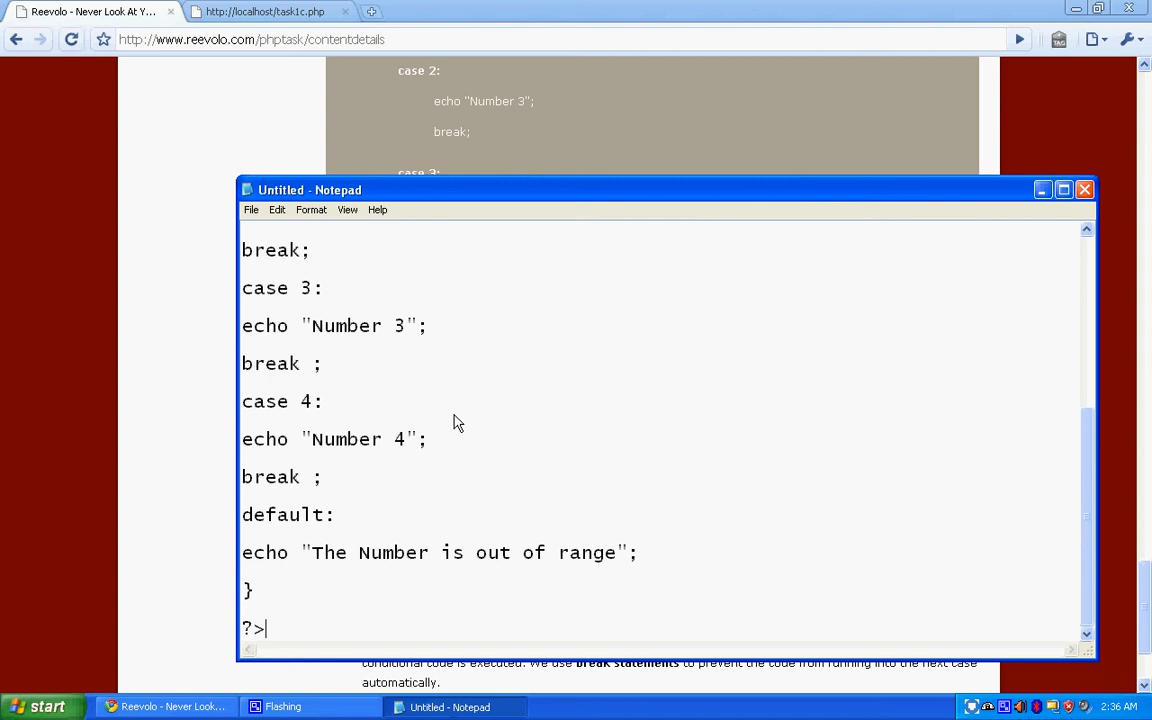 Reevolo - Never Look At Y...
http://localhost/task1c.php
http://www.reevolo.com/phptask/contentdetails
case 2:
echo "Number 3";
break;
case 3:
Untitled - Notepad
File Edit Format View Help
break;
case 3:
echo "Number 3";
break ;
case 4:
echo "Number 4";
break ;
default:
echo "The Number is out of range";
}
?>
conditional code is executed. We use break statements to prevent the code from running into the next case
automatically.
start
Reevolo - Never Look...
Flashing
Untitled - Notepad
2:36 AM